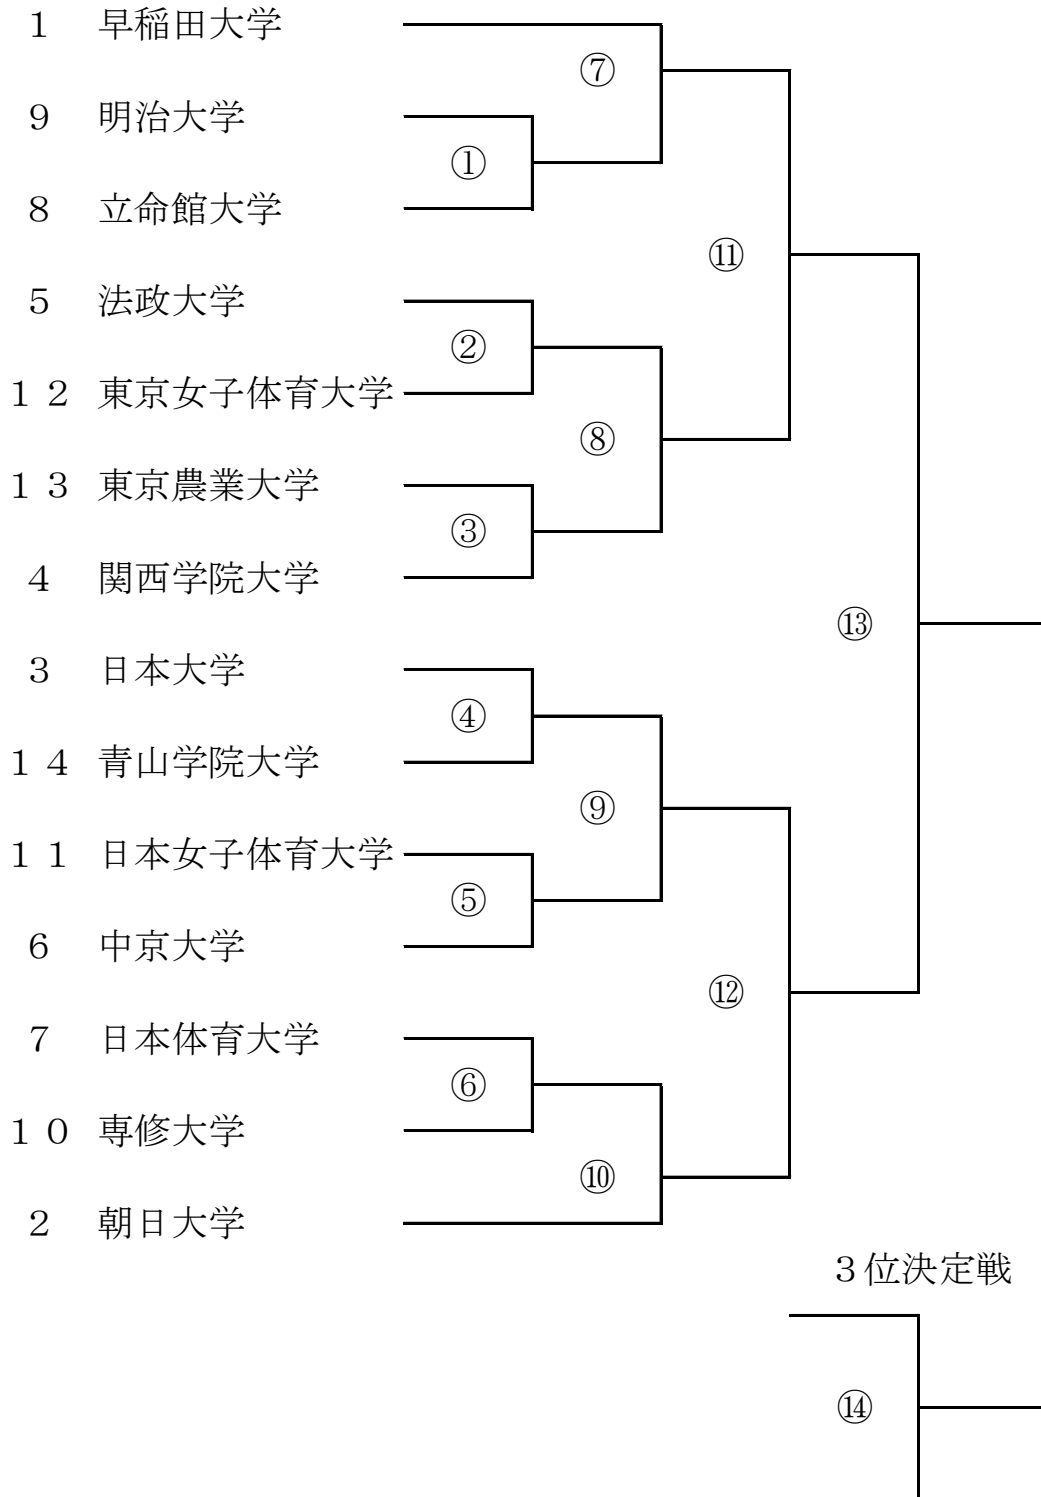 １　早稲田大学
⑦
９　明治大学
①
８　立命館大学
⑪
５　法政大学
②
１２　東京女子体育大学
⑧
１３　東京農業大学
③
４　関西学院大学
⑬
３　日本大学
④
１４　青山学院大学
⑨
１１　日本女子体育大学
⑤
６　中京大学
⑫
７　日本体育大学
⑥
１０　専修大学
⑩
２　朝日大学
３位決定戦
⑭